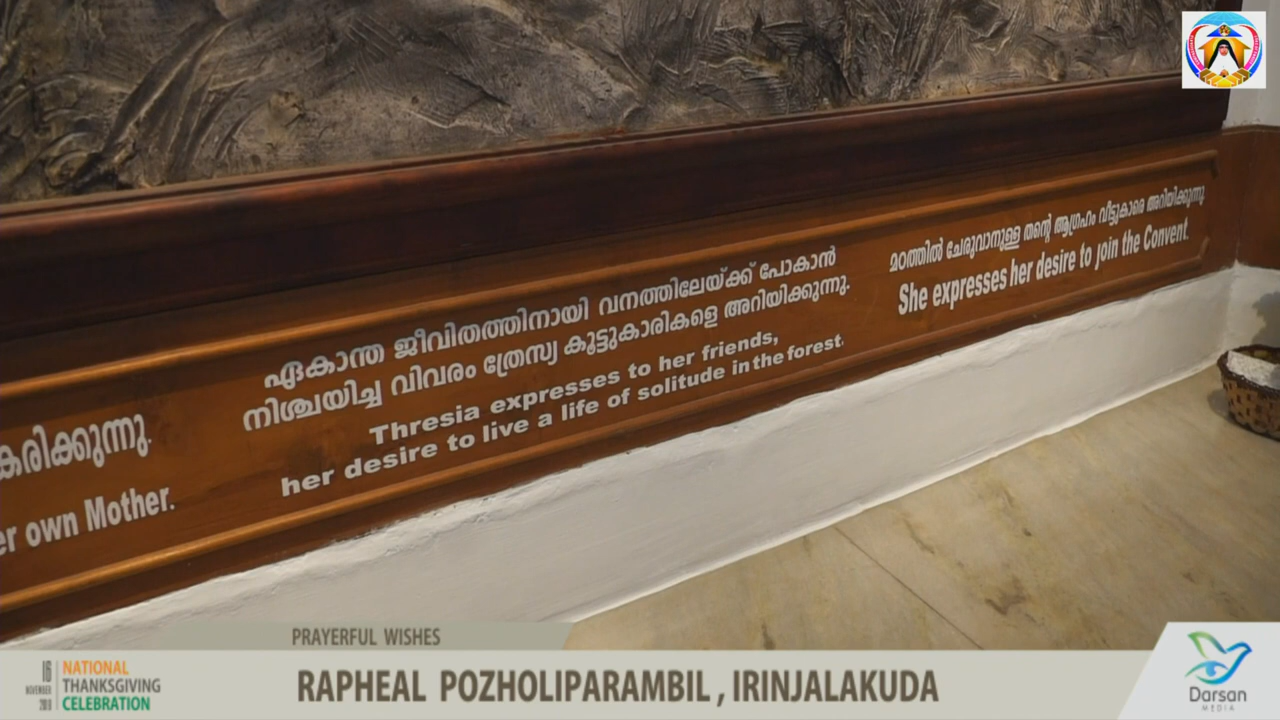 കരിക്കുന്നു.
er own Mother.
ഏകാന്ത ജീവിതത്തിനായി വനത്തിലേയ്ക്ക് പോകാൻ
നിശ്ചയിച്ച വിവരം ത്രേസ്യ കൂട്ടുകാരികളെ അറിയിക്കുന്നു.
Thresia expresses to her friends,
her desire to live a life of solitude in the forest.
മഠത്തിൽ ചേരുവാനുള്ള തന്റെ ആഗ്രഹം വീട്ടുകാരെ അറിയിക്കുന്നു
She expresses her desire to join the Convent.
PRAYERFUL WISHES
RAPHEAL POZHOLIPARAMBIL, IRINJALAKUDA
16
NOVEMBER
NATIONAL
THANKSGIVING
CELEBRATION
Darsan
MEDIA